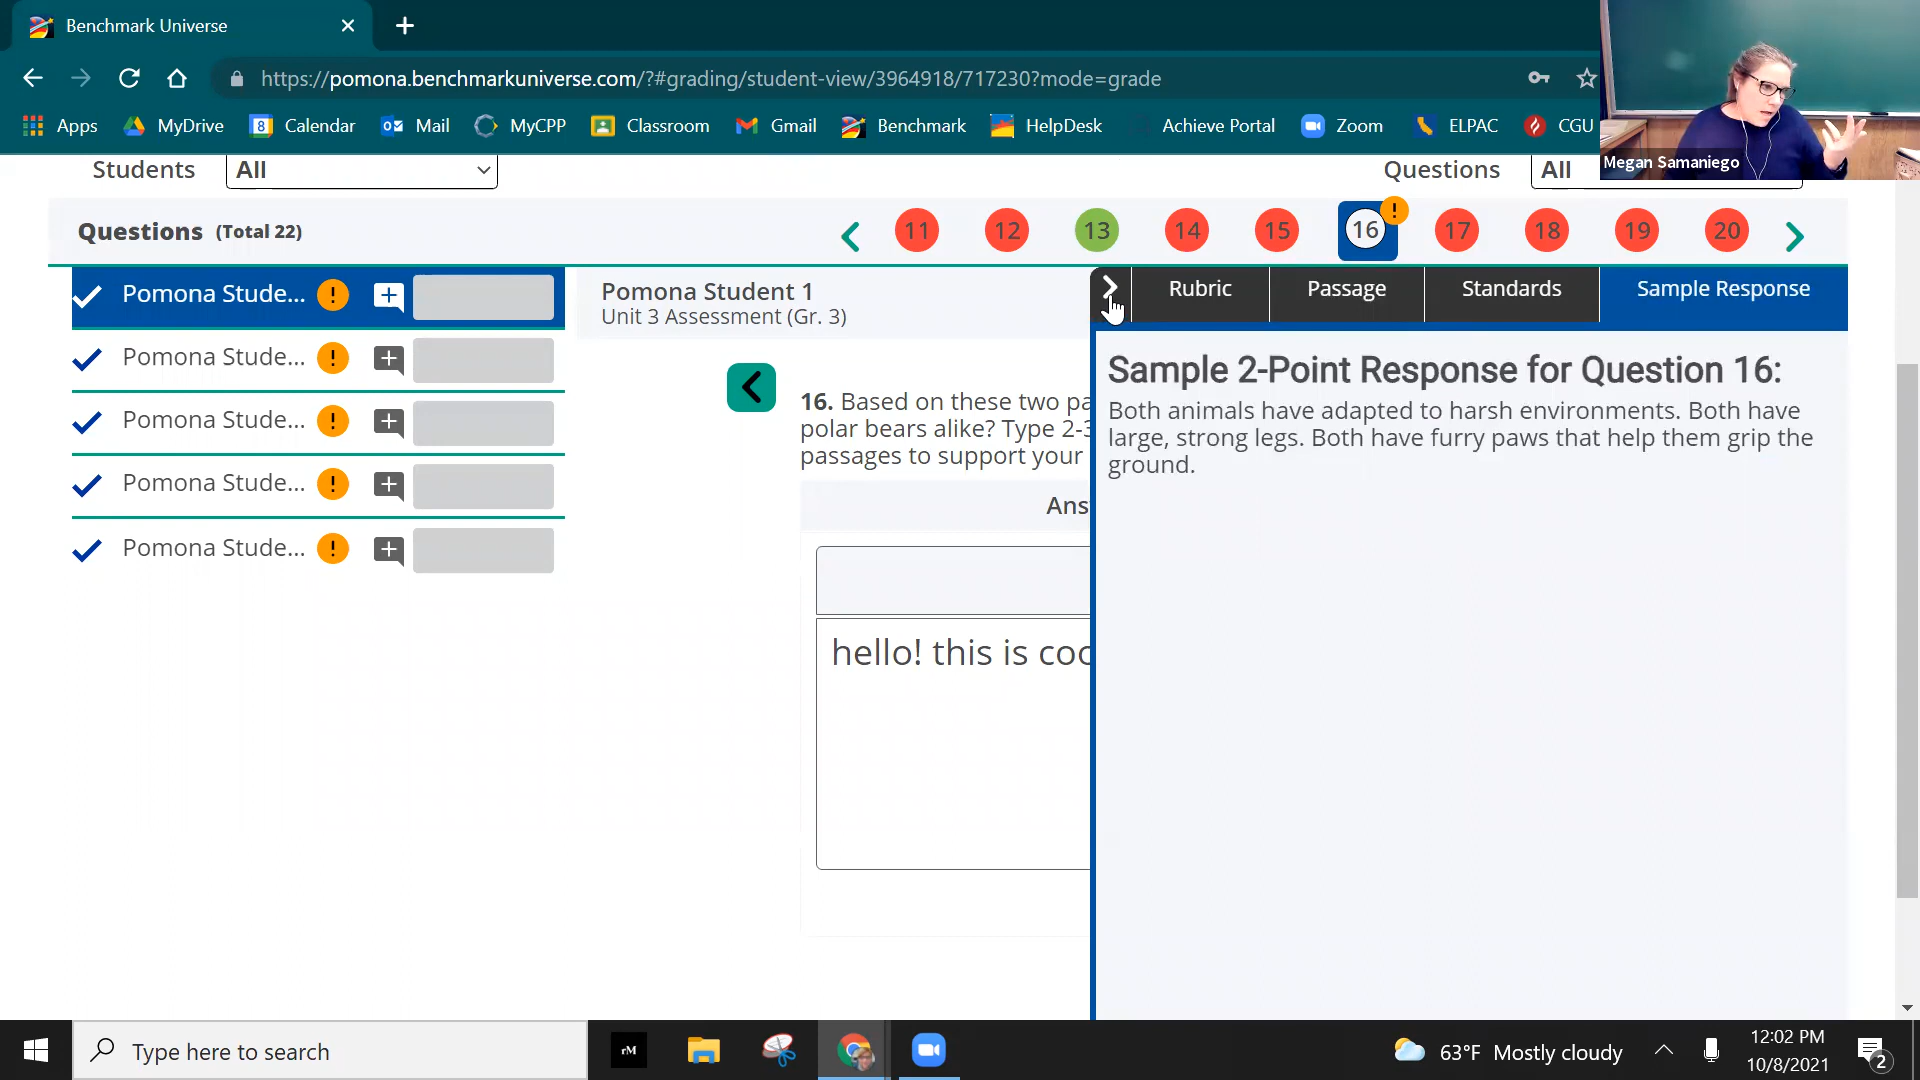 Benchmark Universe
https://pomona.benchmarkuniverse.com/?#grading/student-view/3964918/717230?mode=grade
Apps MyDrive 8 Calendar Mail MyCPP Classroom Gmail Benchmark HelpDesk Achieve Portal Zoom ELPAC CGU
Megan Samaniego
Students All Questions All
Questions (Total 22) 11 12 13 14 15 16 ! 17 18 19 20
Pomona Stude... !
Pomona Stude... !
Pomona Stude... !
Pomona Stude... !
Pomona Stude... !
Pomona Student 1
Unit 3 Assessment (Gr. 3)
16. Based on these two pa
polar bears alike? Type 2-3
passages to support your
Ans
hello! this is coo
Rubric Passage Standards Sample Response
Sample 2-Point Response for Question 16:
Both animals have adapted to harsh environments. Both have
large, strong legs. Both have furry paws that help them grip the
ground.
Type here to search
rM
63°F Mostly cloudy
12:02 PM
10/8/2021
2